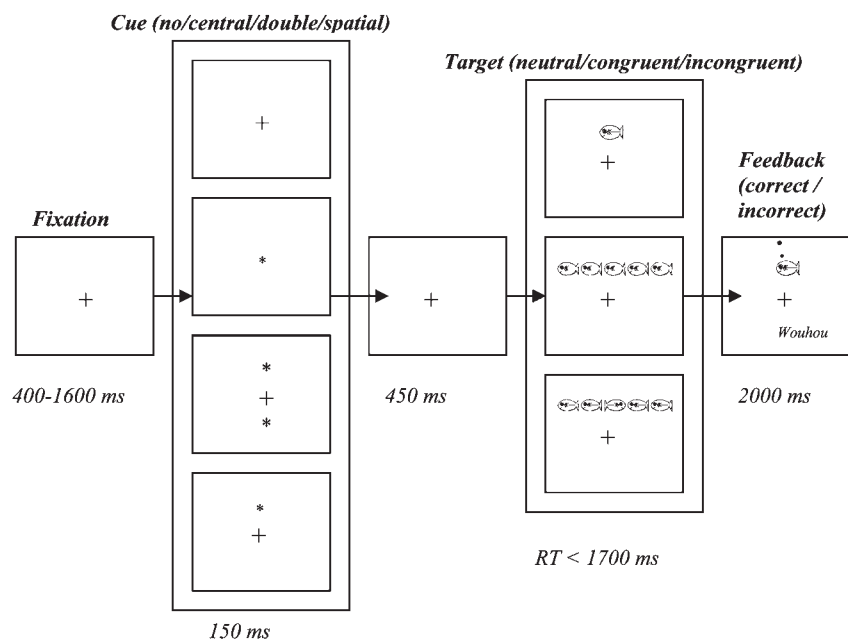 Cue (no/central/double/spatial)
Target (neutral/congruent/incongruent)
Feedback
(correct /
incorrect)
Fixation
Wouhou
400-1600 ms
450 ms
2000 ms
RT < 1700 ms
150 ms